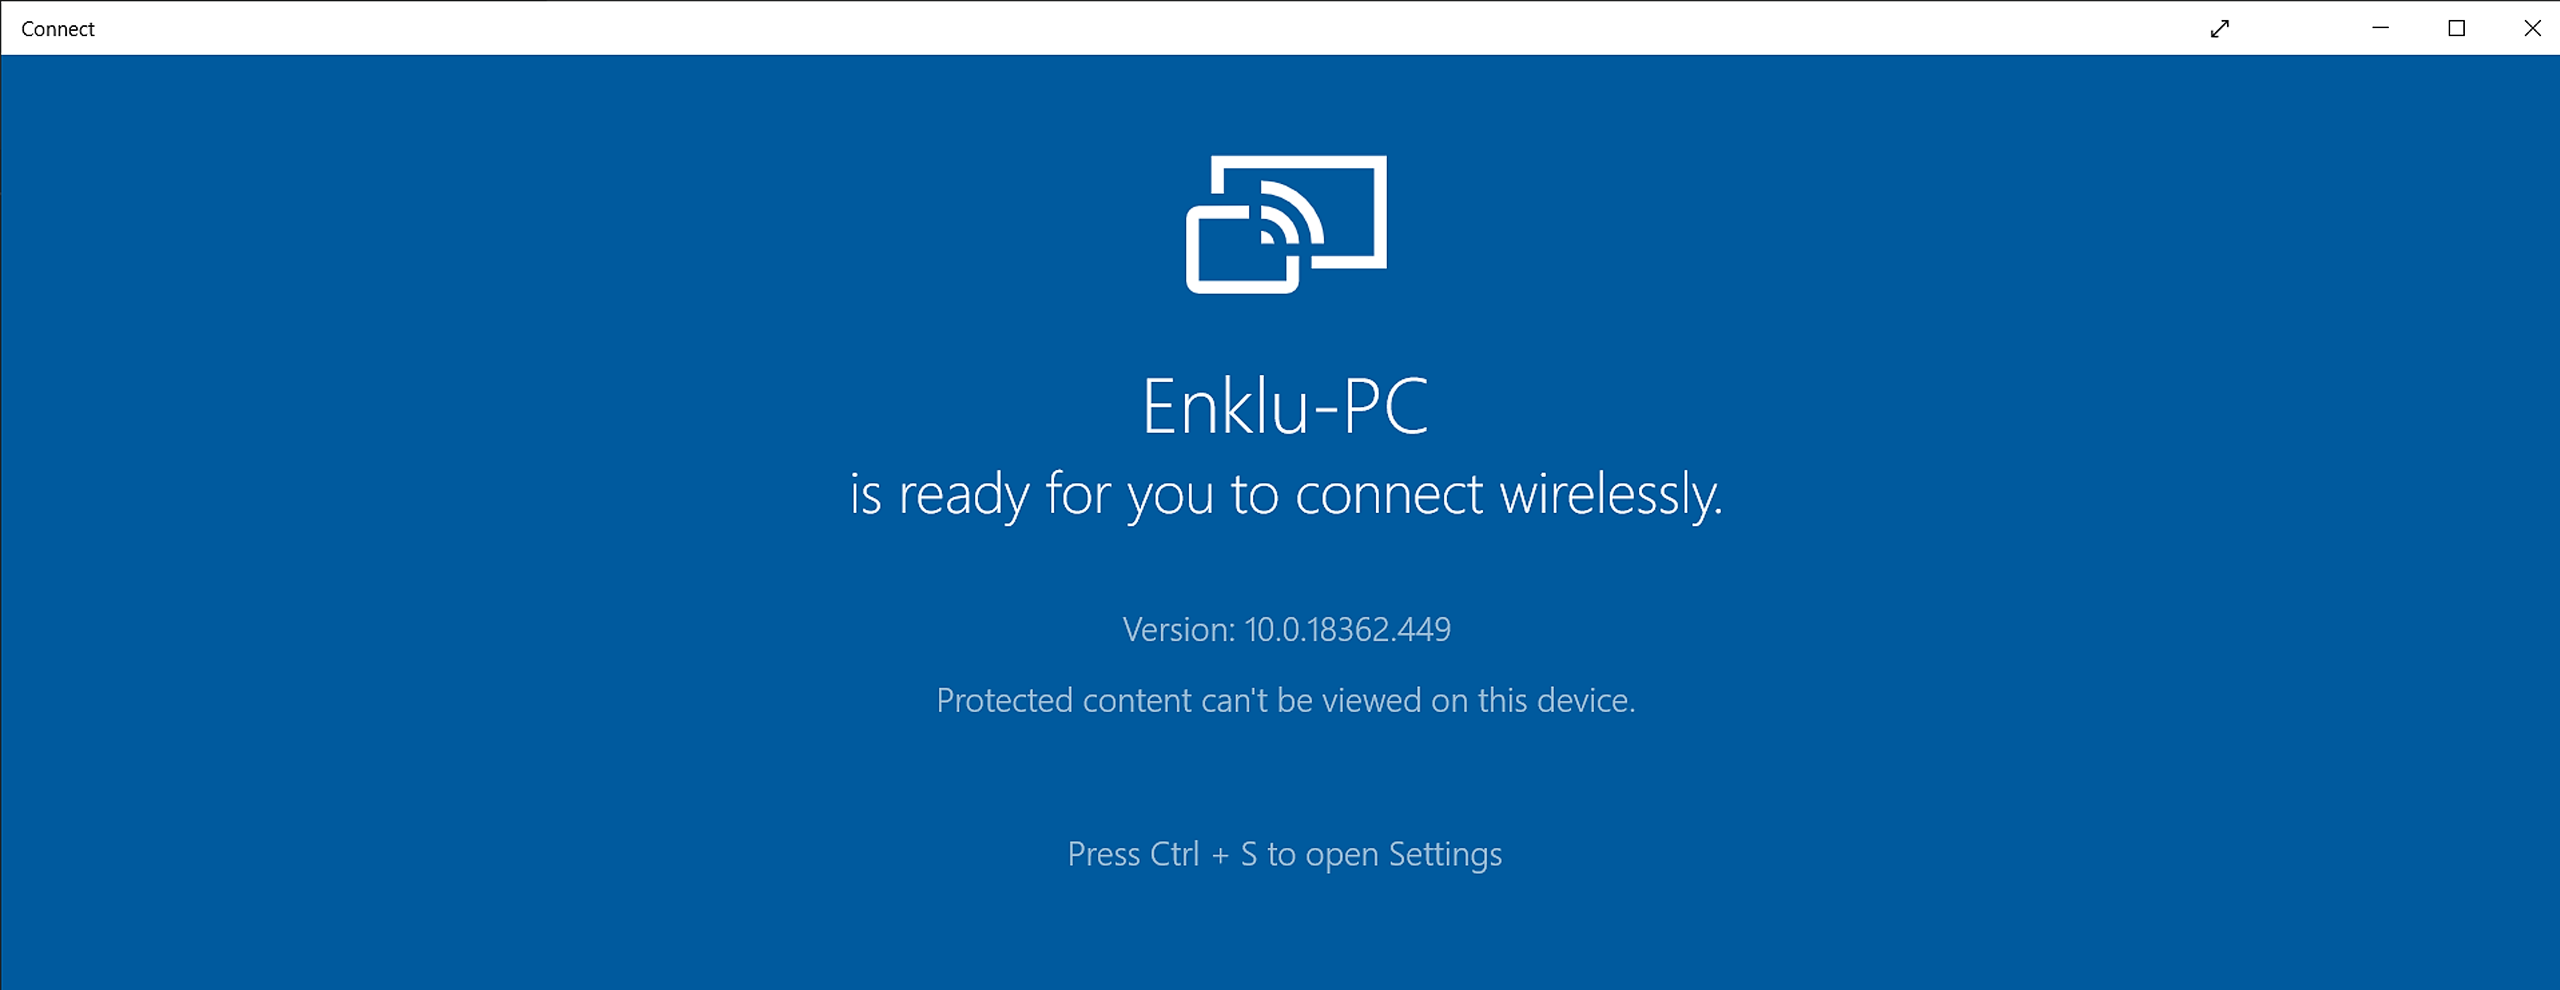 Connect
Enklu-PC
is ready for you to connect wirelessly.
Version: 10.0.18362.449
Protected content can't be viewed on this device.
Press Ctrl + S to open Settings